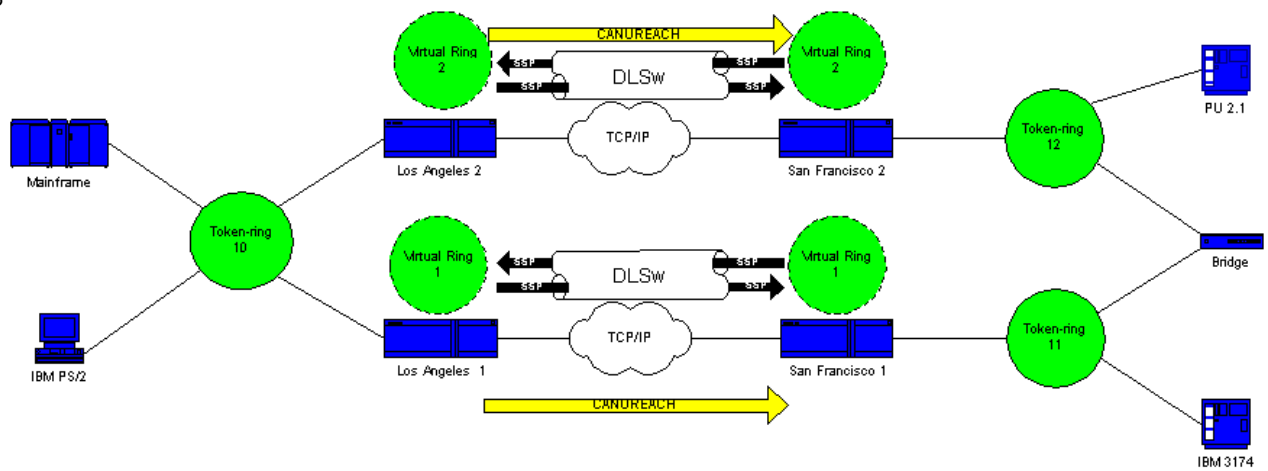 CANUREACH
Virtual Ring
2
SSP
SSP
DLSw
SSP
SSP
Virtual Ring
2
PU 2.1
Mainframe
Los Angeles 2
TCP/IP
San Francisco 2
Token-ring
12
Token-ring
10
Virtual Ring
1
SSP
SSP
DLSw
SSP
SSP
Virtual Ring
1
Bridge
IBM PS/2
Los Angeles 1
TCP/IP
San Francisco 1
Token-ring
11
CANUREACH
IBM 3174